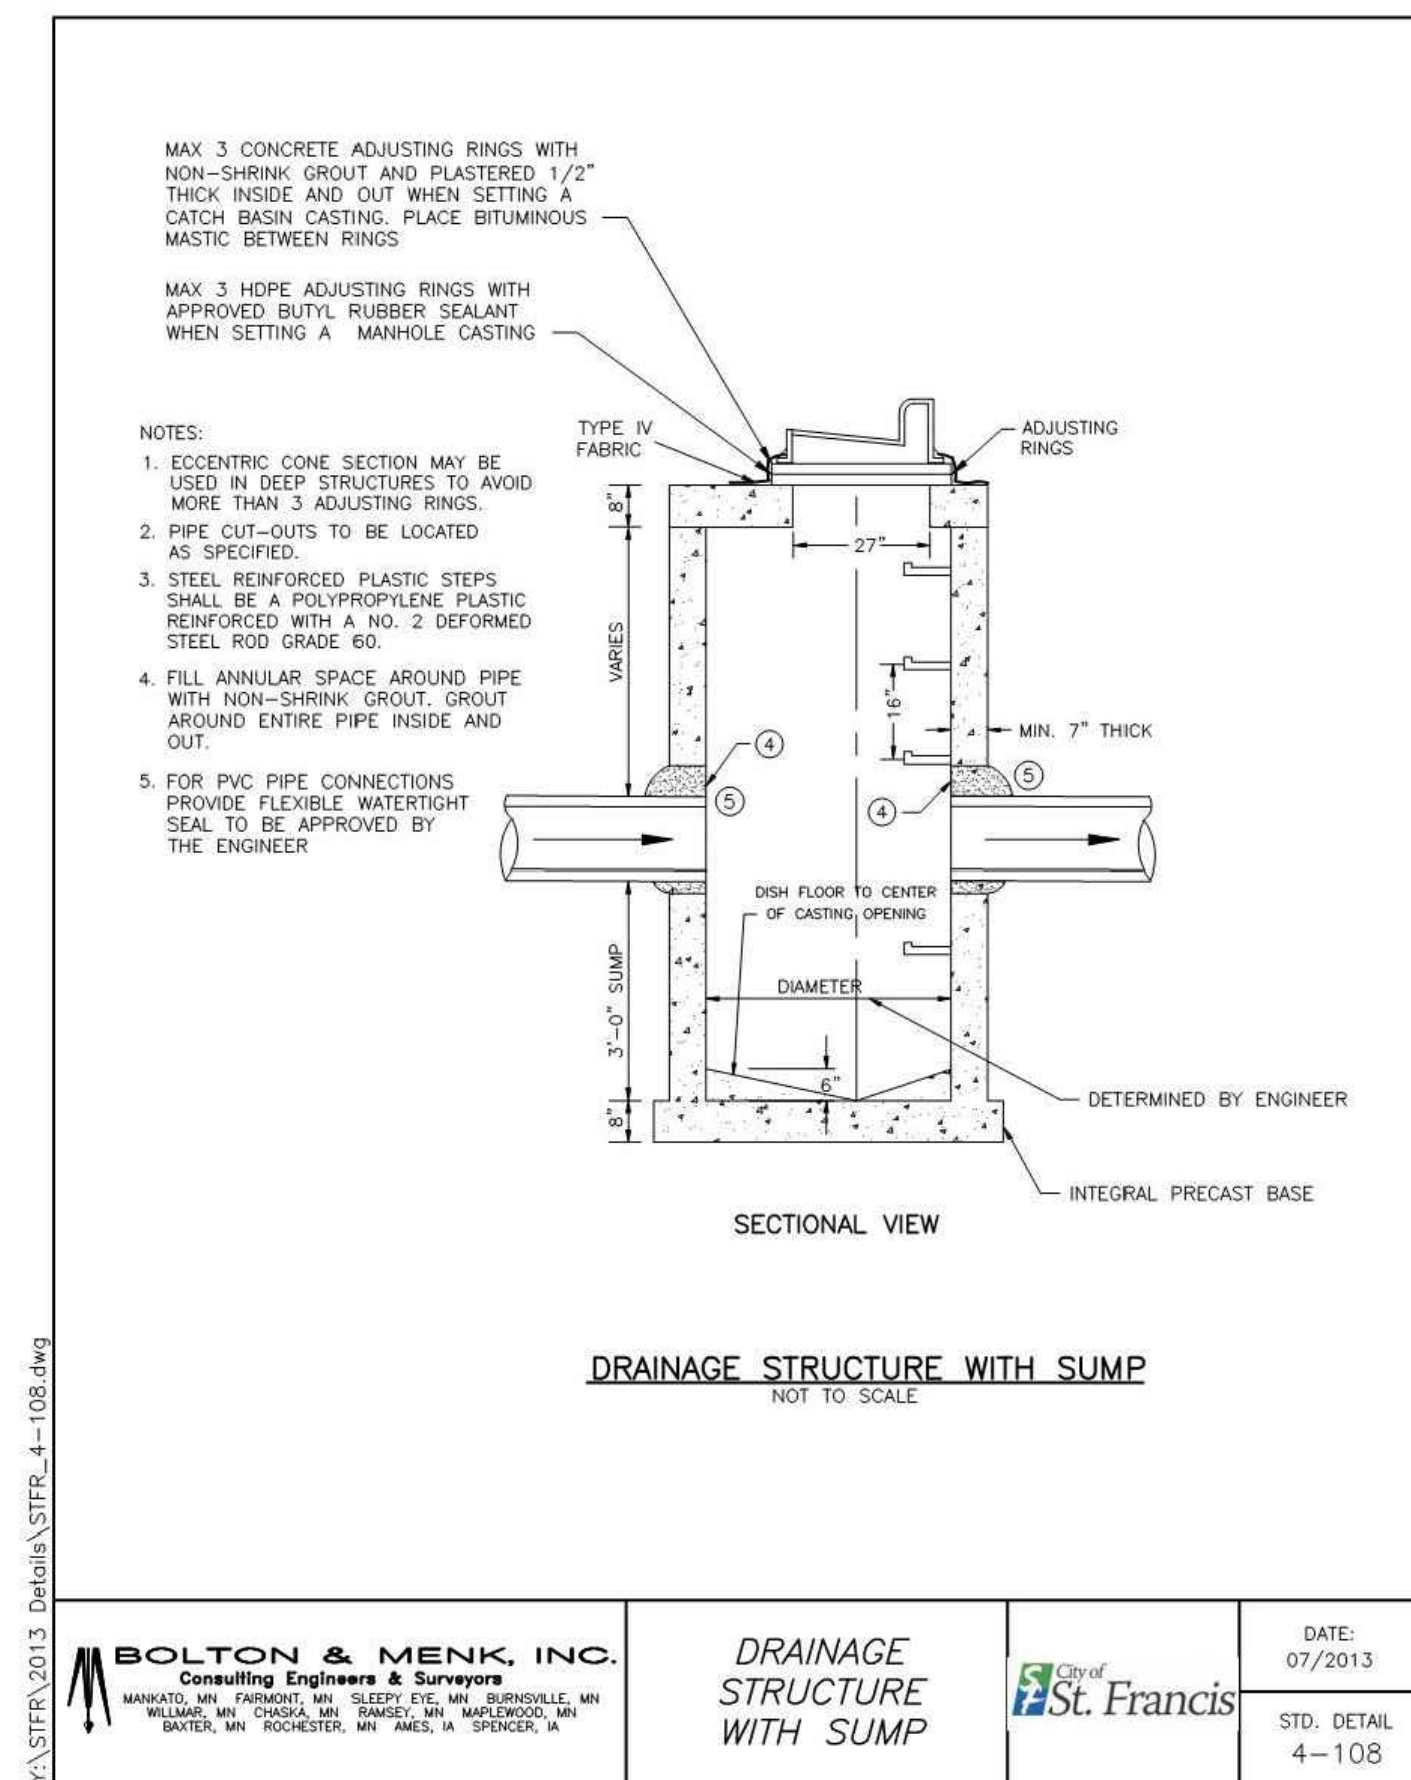 MAX 3 CONCRETE ADJUSTING RINGS WITH
NON-SHRINK GROUT AND PLASTERED 1/2"
THICK INSIDE AND OUT WHEN SETTING A
CATCH BASIN CASTING. PLACE BITUMINOUS
MASTIC BETWEEN RINGS
MAX 3 HDPE ADJUSTING RINGS WITH
APPROVED BUTYL RUBBER SEALANT
WHEN SETTING A MANHOLE CASTING
NOTES:
1. ECCENTRIC CONE SECTION MAY BE
USED IN DEEP STRUCTURES TO AVOID
MORE THAN 3 ADJUSTING RINGS.
2. PIPE CUT-OUTS TO BE LOCATED
AS SPECIFIED.
3. STEEL REINFORCED PLASTIC STEPS
SHALL BE A POLYPROPYLENE PLASTIC
REINFORCED WITH A NO. 2 DEFORMED
STEEL ROD GRADE 60.
4. FILL ANNULAR SPACE AROUND PIPE
WITH NON-SHRINK GROUT. GROUT
AROUND ENTIRE PIPE INSIDE AND
OUT.
5. FOR PVC PIPE CONNECTIONS
PROVIDE FLEXIBLE WATERTIGHT
SEAL TO BE APPROVED BY
THE ENGINEER
TYPE IV
FABRIC
ADJUSTING
RINGS
8"
27"
VARIES
16"
MIN. 7" THICK
4
5
5
4
DISH FLOOR TO CENTER
OF CASTING OPENING
3'-0" SUMP
DIAMETER
6"
8"
DETERMINED BY ENGINEER
INTEGRAL PRECAST BASE
SECTIONAL VIEW
DRAINAGE STRUCTURE WITH SUMP
NOT TO SCALE
Y:\STFR\2013 Details\STFR_4-108.dwg
BOLTON & MENK, INC.
Consulting Engineers & Surveyors
MANKATO, MN FAIRMONT, MN SLEEPY EYE, MN BURNSVILLE, MN
WILLMAR, MN CHASKA, MN RAMSEY, MN MAPLEWOOD, MN
BAXTER, MN ROCHESTER, MN AMES, IA SPENCER, IA
DRAINAGE
STRUCTURE
WITH SUMP
City of
St. Francis
DATE:
07/2013
STD. DETAIL
4-108